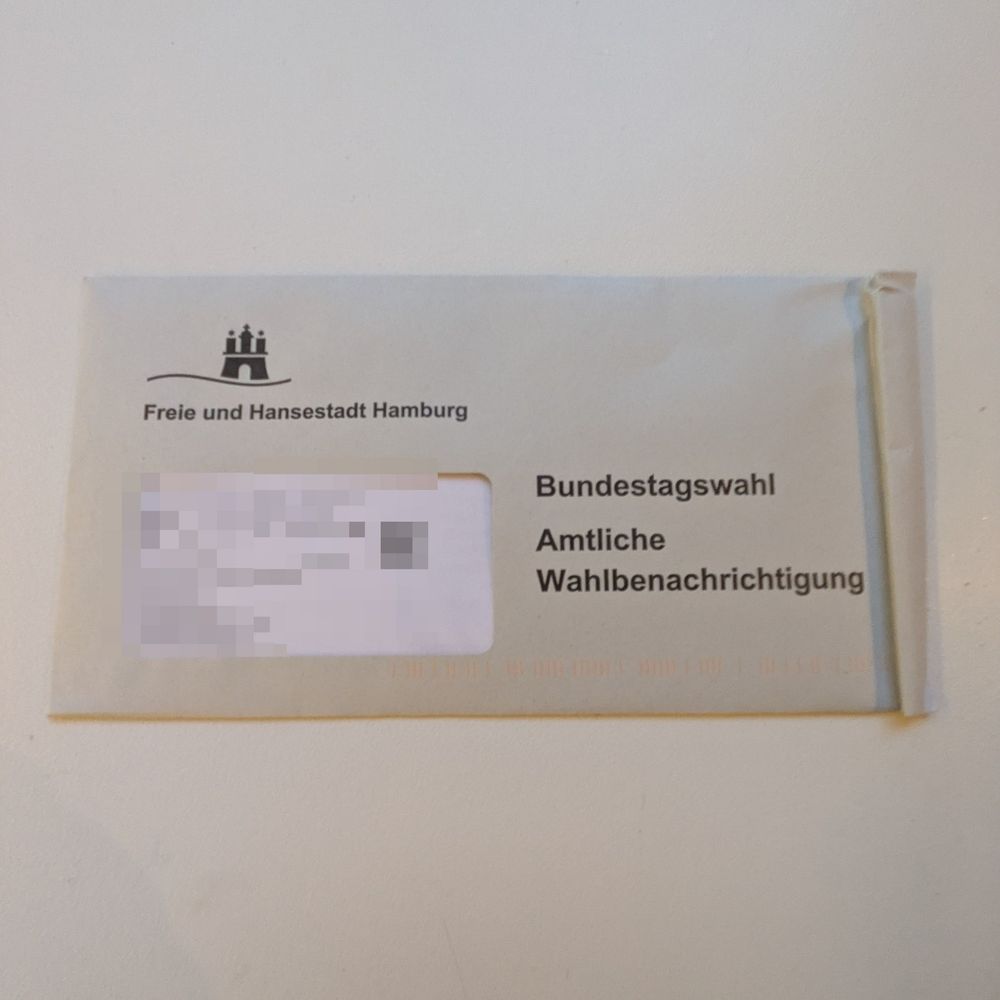 Freie und Hansestadt Hamburg
Bundestagswahl
Amtliche
Wahlbenachrichtigung